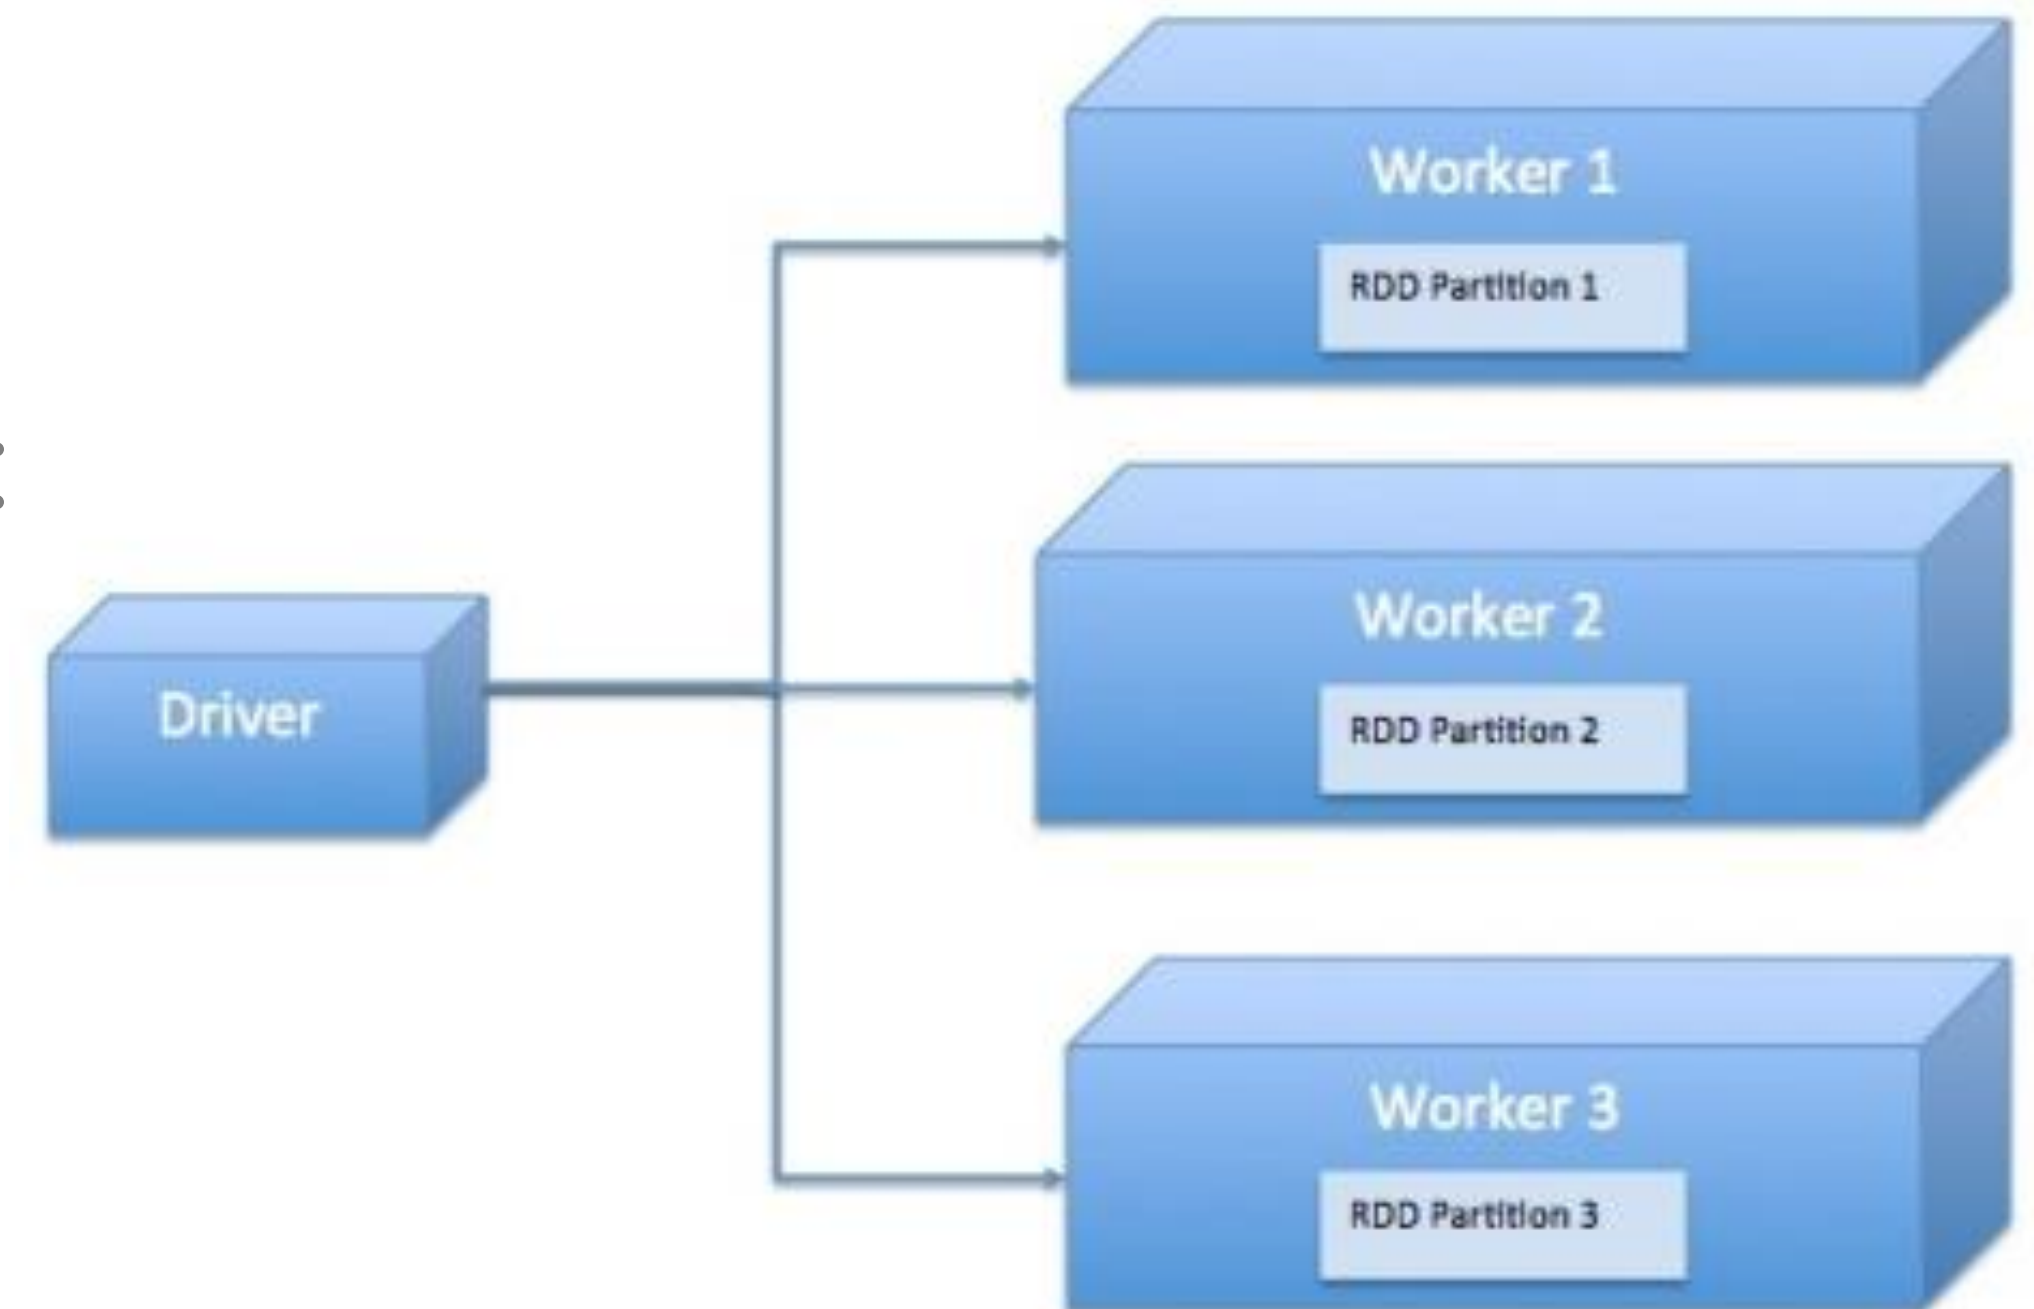 Worker 1
RDD Partition 1
Worker 2
RDD Partition 2
Driver
Worker 3
RDD Partition 3